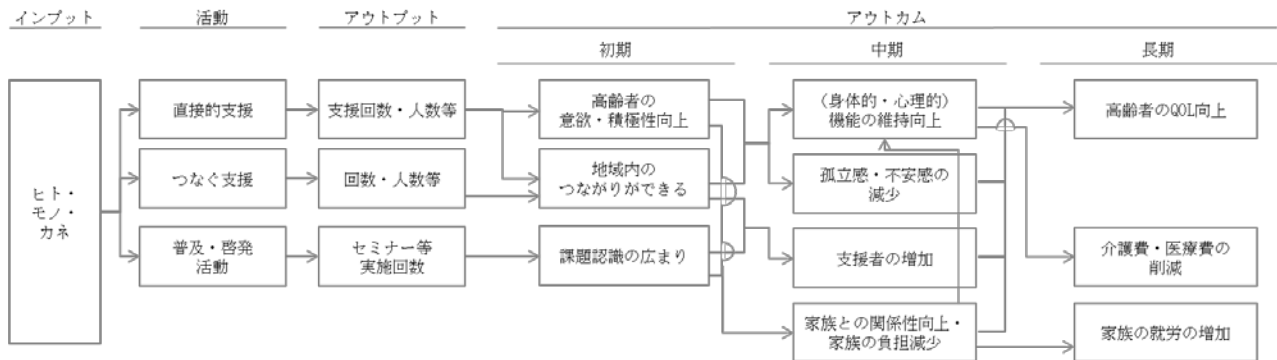 インプット
活動
アウトプット
アウトカム
初期
中期
長期
ヒト・
モノ・
カネ
直接的支援
つなぐ支援
普及・啓発
活動
支援回数・人数等
回数・人数等
セミナー等
実施回数
高齢者の
意欲・積極性向上
地域内の
つながりができる
課題認識の広まり
(身体的・心理的)
機能の維持向上
孤立感・不安感の
減少
支援者の増加
家族との関係性向上・
家族の負担減少
高齢者のQOL向上
介護費・医療費の
削減
家族の就労の増加